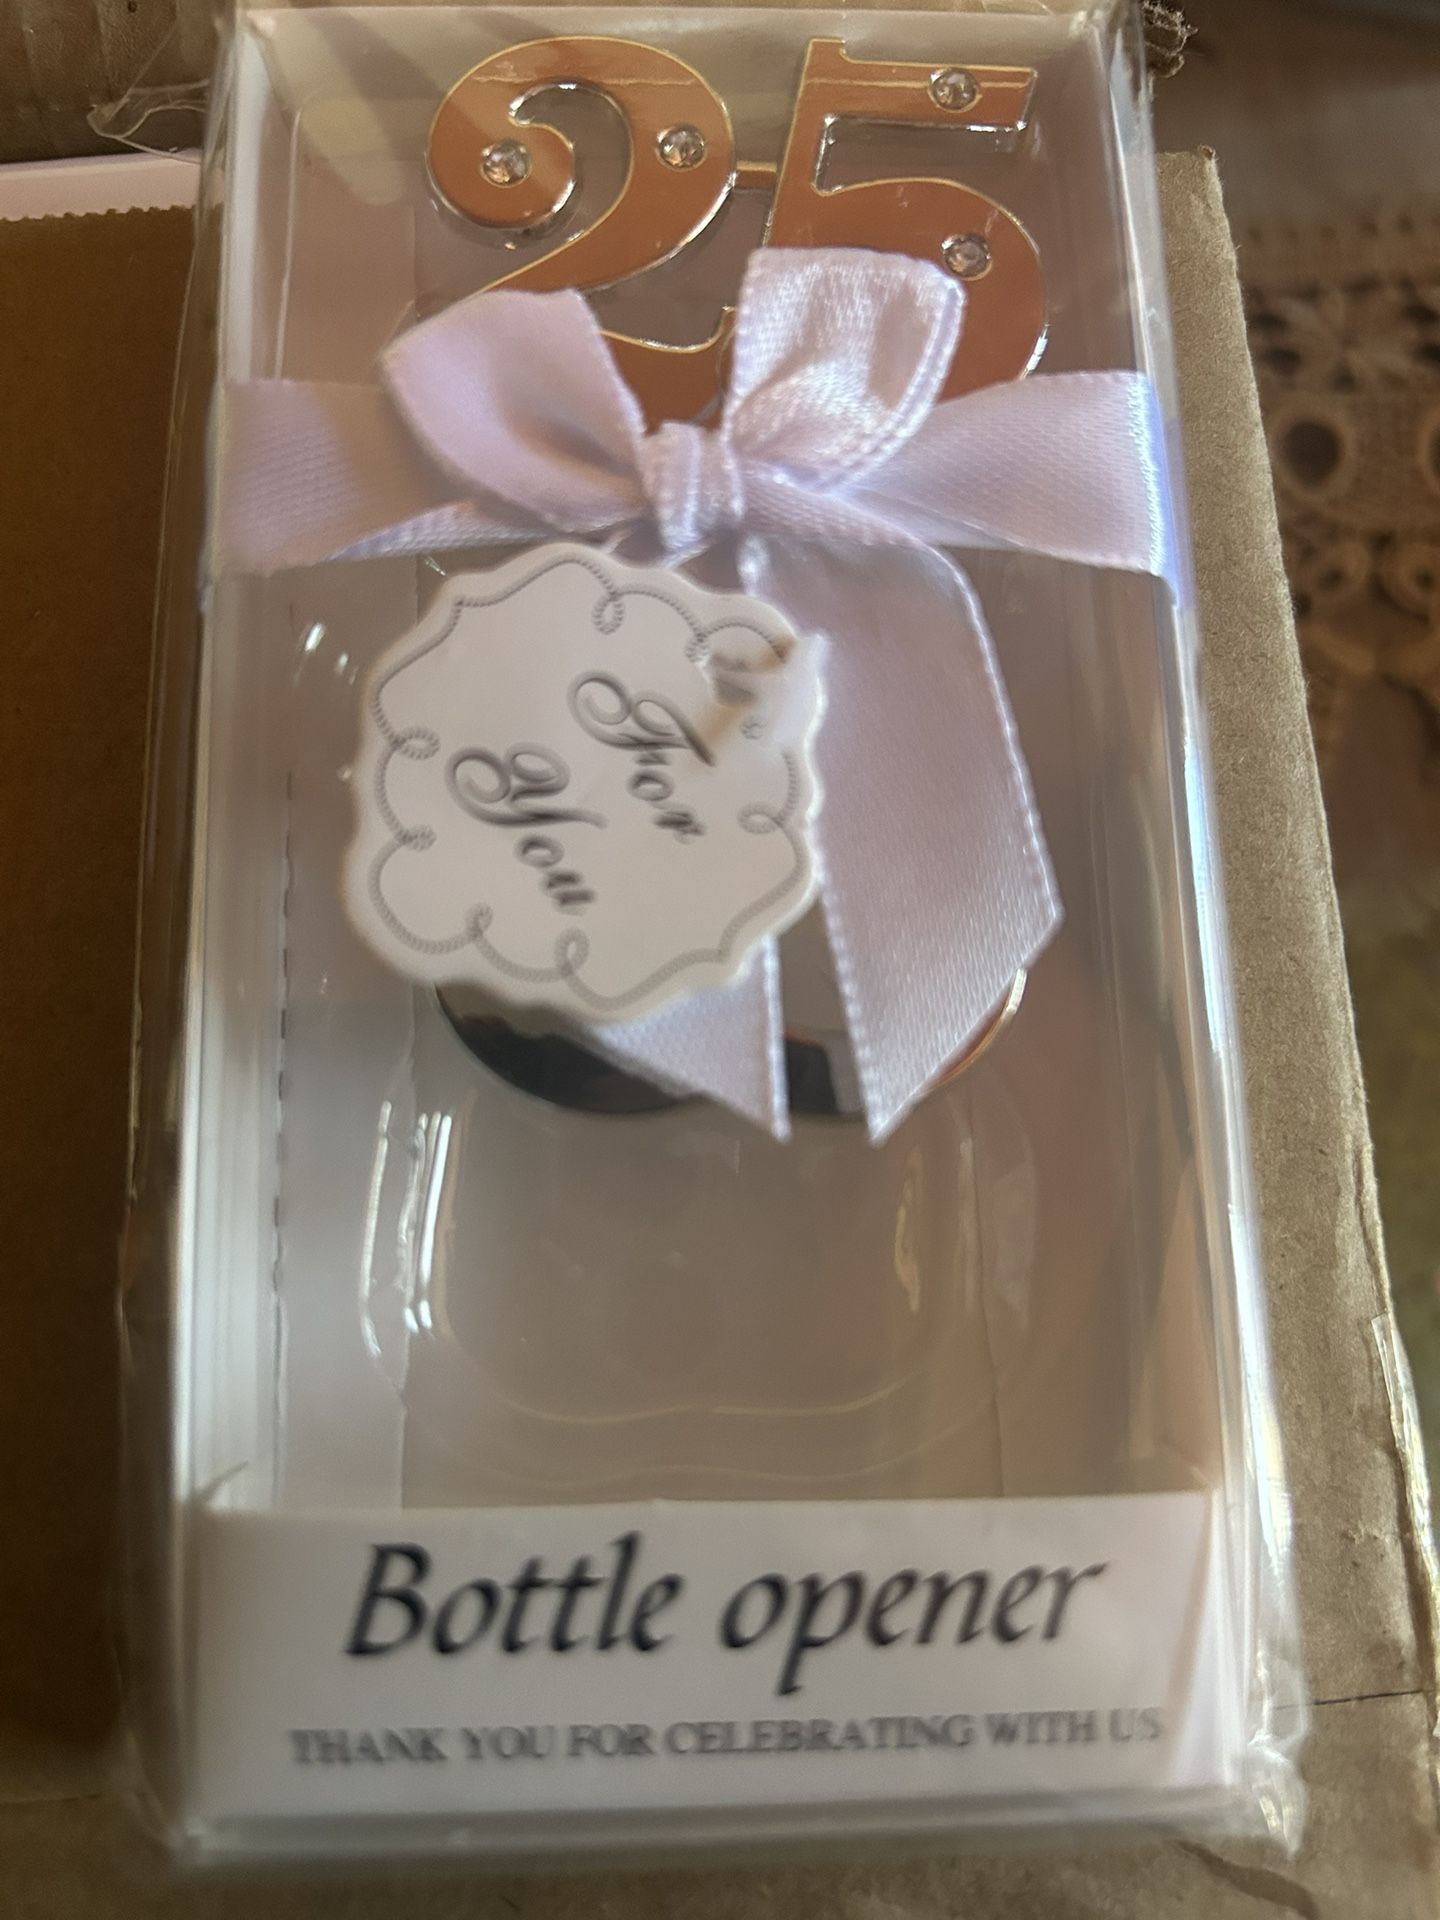 25
For
You
Bottle opener
THANK YOU FOR CELEBRATING WITH US